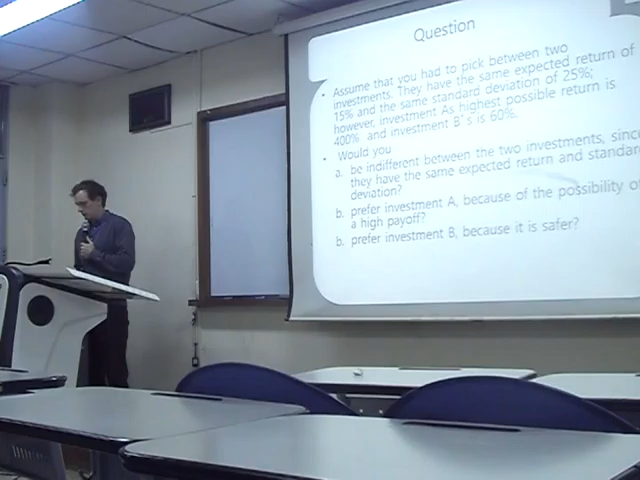 Question
• Assume that you had to pick between two
investments. They have the same expected return of
15% and the same standard deviation of 25%;
however, investment As highest possible return is
400% and investment B's is 60%.
• Would you
a. be indifferent between the two investments, since
they have the same expected return and standard
deviation?
b. prefer investment A, because of the possibility of
a high payoff?
b. prefer investment B, because it is safer?